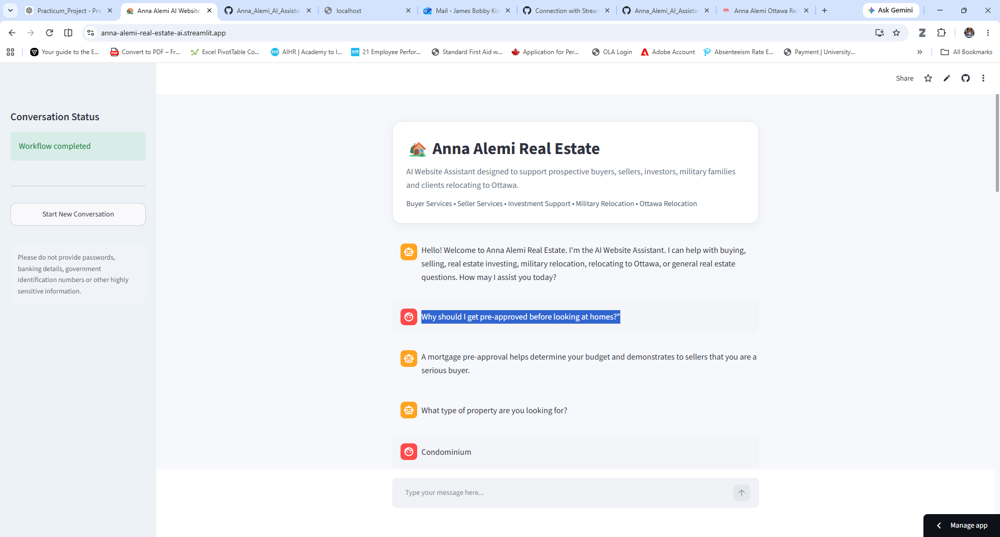 Practicum_Project - Pra
Anna Alemi AI Website
Anna_Alemi_AI_Assista
localhost
Mail - James Bobby Kia
Connection with Stream
Anna_Alemi_AI_Assista
Anna Alemi Ottawa Rea
Ask Gemini
anna-alemi-real-estate-ai.streamlit.app
Your guide to the E...
Convert to PDF – Fr...
Excel PivotTable Co...
AIHR | Academy to I...
21 Employee Perfor...
Standard First Aid w...
Application for Per...
OLA Login
Adobe Account
Absenteeism Rate E...
Payment | University...
All Bookmarks
Share
Conversation Status
Workflow completed
Start New Conversation
Please do not provide passwords,
banking details, government
identification numbers or other highly
sensitive information.
Anna Alemi Real Estate
AI Website Assistant designed to support prospective buyers, sellers, investors, military families
and clients relocating to Ottawa.
Buyer Services • Seller Services • Investment Support • Military Relocation • Ottawa Relocation
Hello! Welcome to Anna Alemi Real Estate. I'm the AI Website Assistant. I can help with buying,
selling, real estate investing, military relocation, relocating to Ottawa, or general real estate
questions. How may I assist you today?
Why should I get pre-approved before looking at homes?”
A mortgage pre-approval helps determine your budget and demonstrates to sellers that you are a
serious buyer.
What type of property are you looking for?
Condominium
Type your message here...
Manage app